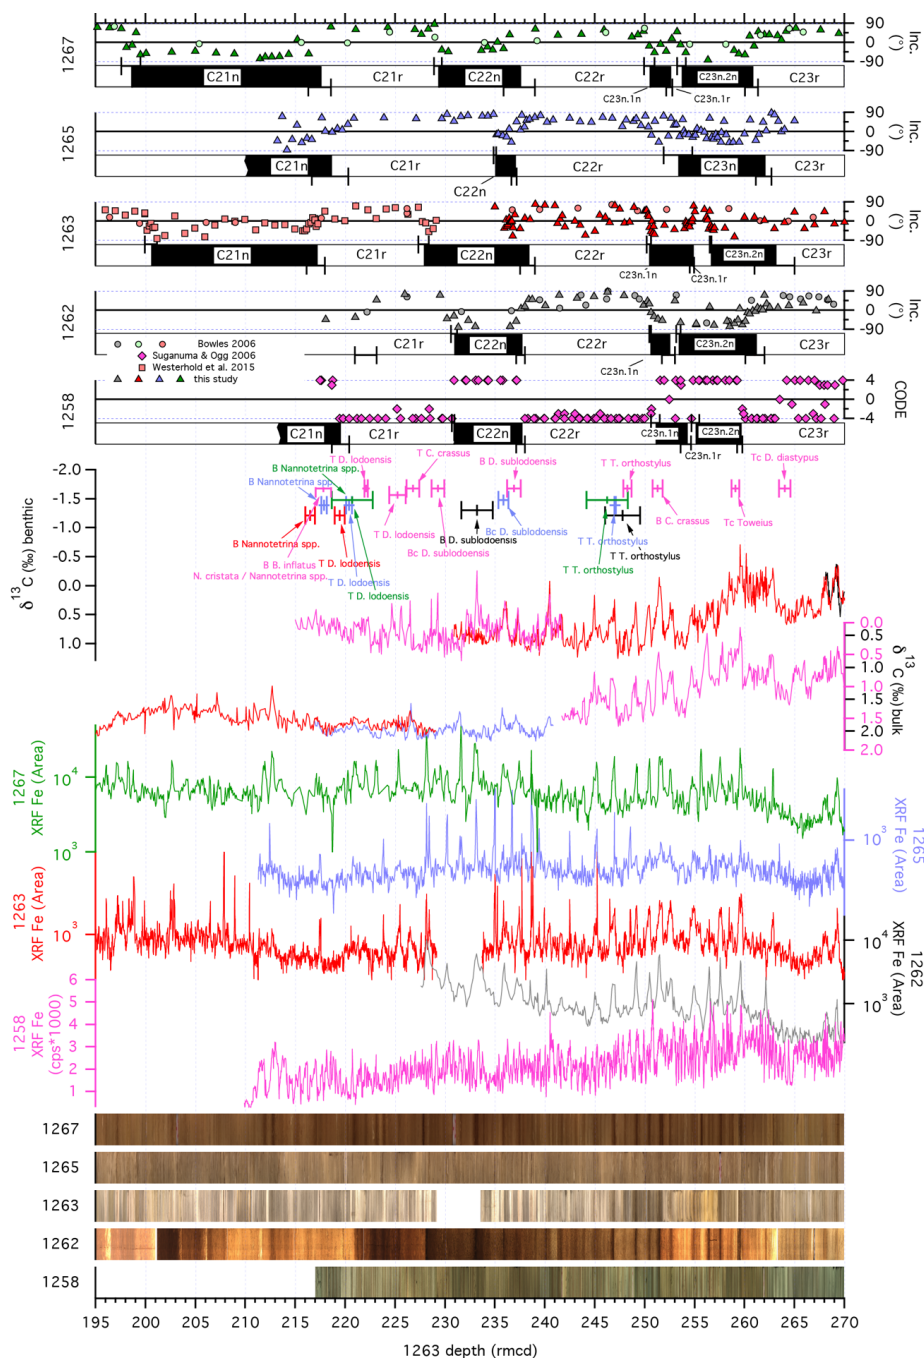 1267
90
0
-90
Inc. (°)
C21n
C21r
C22n
C22r
C23n.1n
C23n.1r
C23n.2n
C23r
1265
90
0
-90
Inc. (°)
C21n
C21r
C22n
C22r
C23n
C23r
1263
90
0
-90
Inc. (°)
C21n
C21r
C22n
C22r
C23n.1n
C23n.1r
C23n.2n
C23r
1262
90
0
-90
Inc. (°)
C21r
C22n
C22r
C23n.1n
C23n.2n
C23r
Bowles 2006
Suganuma & Ogg 2006
Westerhold et al. 2015
this study
1258
4
0
-4
CODE
C21n
C21r
C22n
C22r
C23n.1n
C23n.1r
C23n.2n
C23r
T D. lodoensis
T C. crassus
Tc D. diastypus
B Nannotetrina spp.
B D. sublodoensis
T T. orthostylus
B Nannotetrina spp.
T D. lodoensis
Bc D. sublodoensis
B C. crassus
Tc Toweius
B Nannotetrina spp.
B D. sublodoensis
T T. orthostylus
B B. inflatus
T D. lodoensis
Bc D. sublodoensis
T T. orthostylus
N. cristata / Nannotetrina spp.
T D. lodoensis
T T. orthostylus
T D. lodoensis
-2.0
-1.5
-1.0
-0.5
0.0
0.5
1.0
δ13C (‰) benthic
0.0
0.5
1.0
1.5
2.0
0.5
1.0
1.5
2.0
δ13C (‰) bulk
1267
XRF Fe (Area)
10⁴
10³
1265
XRF Fe (Area)
10³
1263
XRF Fe (Area)
10³
1262
XRF Fe (Area)
10⁴
10³
1258
XRF Fe
(cps*1000)
6
5
4
3
2
1
1267
1265
1263
1262
1258
195 200 205 210 215 220 225 230 235 240 245 250 255 260 265 270
1263 depth (rmcd)